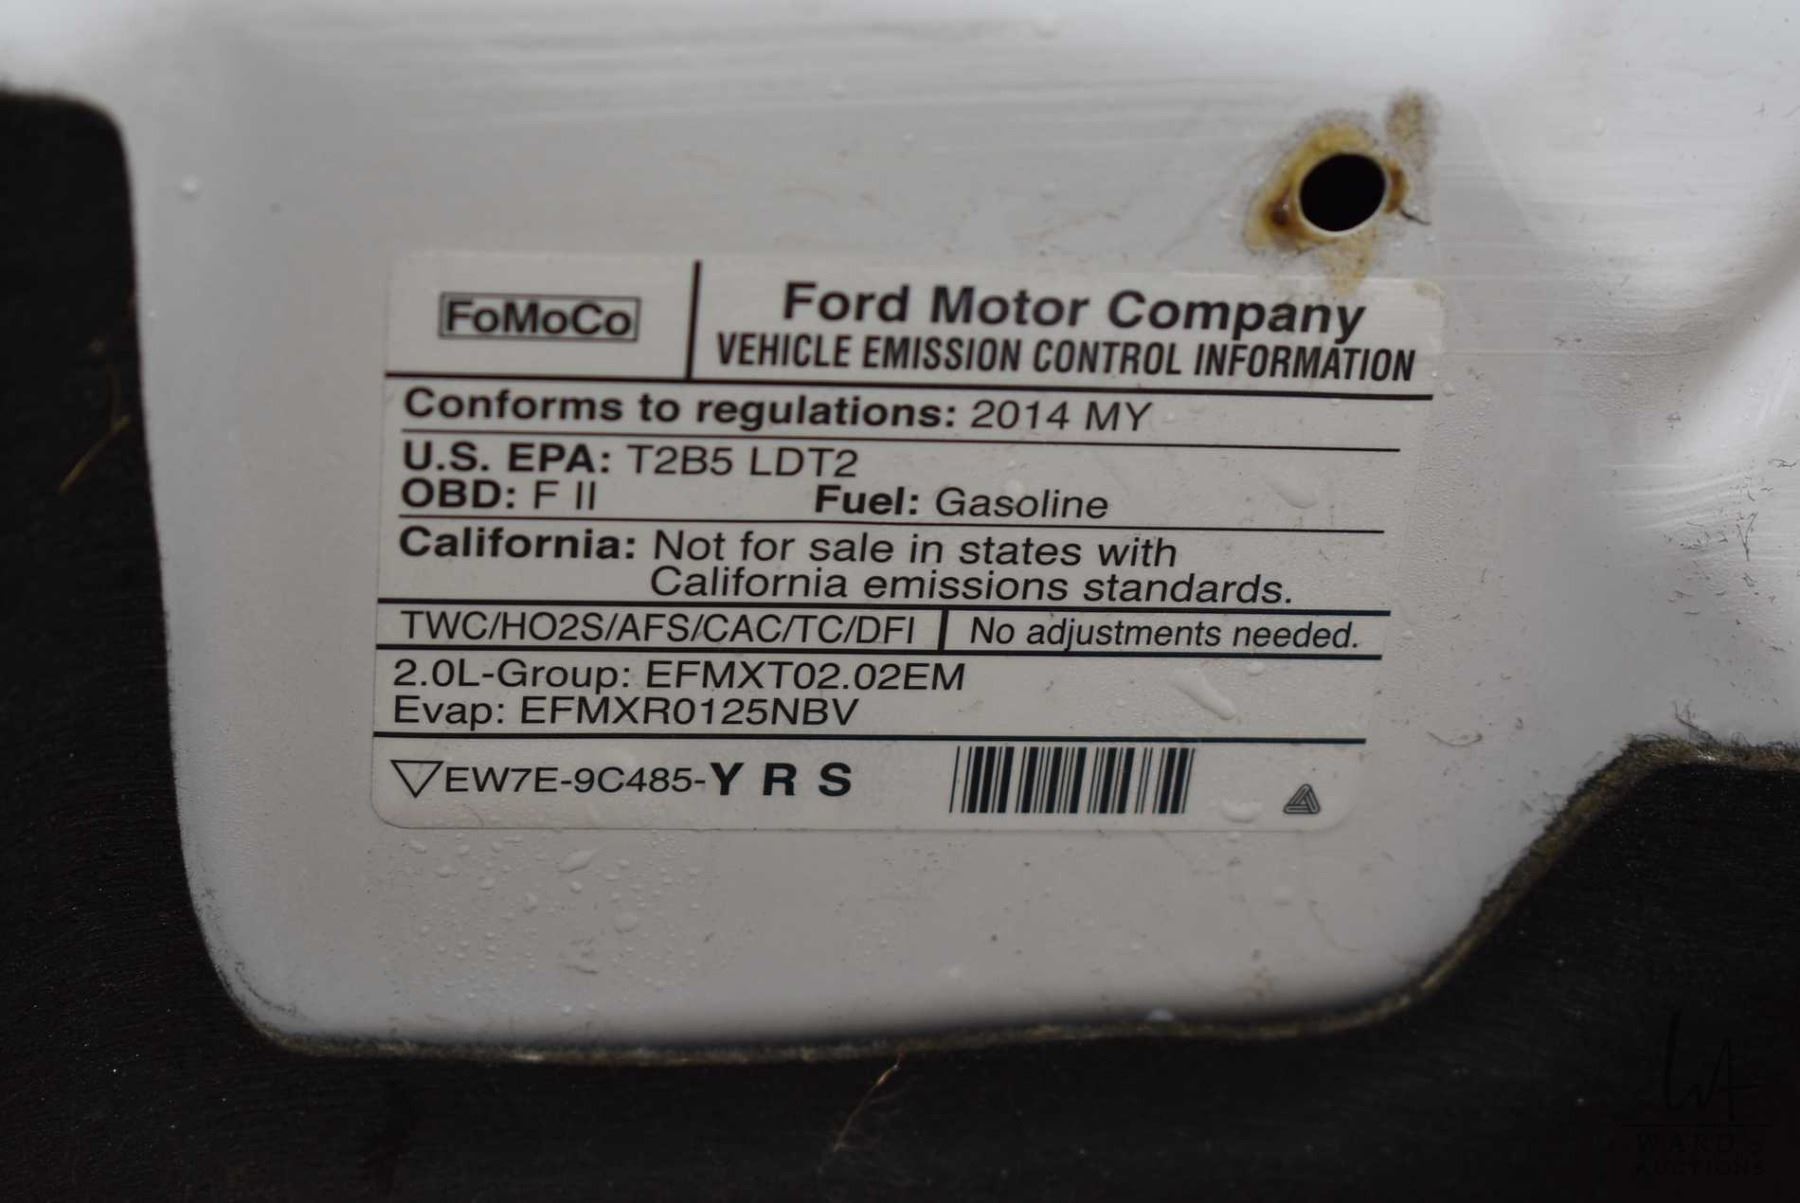 FoMoCo
Ford Motor Company
VEHICLE EMISSION CONTROL INFORMATION
Conforms to regulations: 2014 MY
U.S. EPA: T2B5 LDT2
OBD: F II Fuel: Gasoline
California: Not for sale in states with
California emissions standards.
TWC/HO2S/AFS/CAC/TC/DFI No adjustments needed.
2.0L-Group: EFMXT02.02EM
Evap: EFMXR0125NBV
EW7E-9C485-Y R S
WARD'S
AUCTIONS